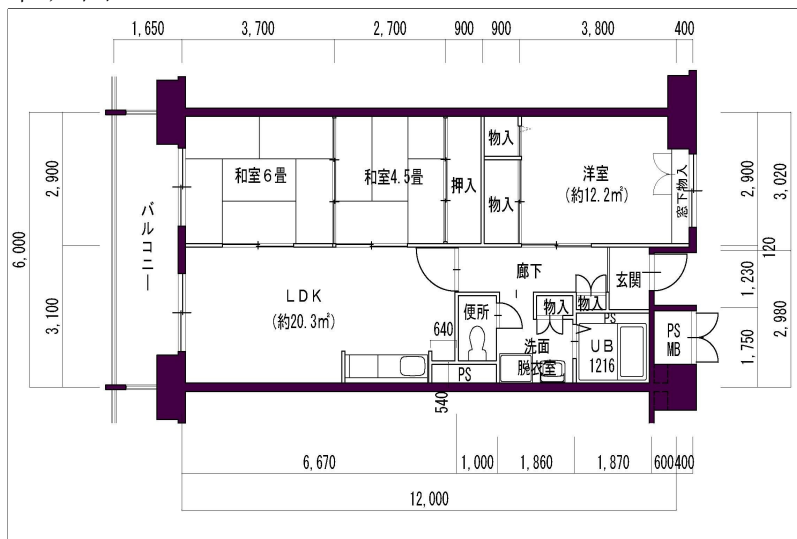 1,650
3,700
2,700
900
900
3,800
400
和室6畳
和室4.5畳
押入
物入
物入
洋室
(約12.2㎡)
窓下物入
バルコニー
6,000
2,900
3,100
LDK
(約20.3㎡)
廊下
玄関
便所
物入
物入
PS
洗面
脱衣室
UB
1216
PS
MB
PS
640
540
2,900
3,020
120
1,230
1,750
2,980
6,670
1,000
1,860
1,870
600
400
12,000